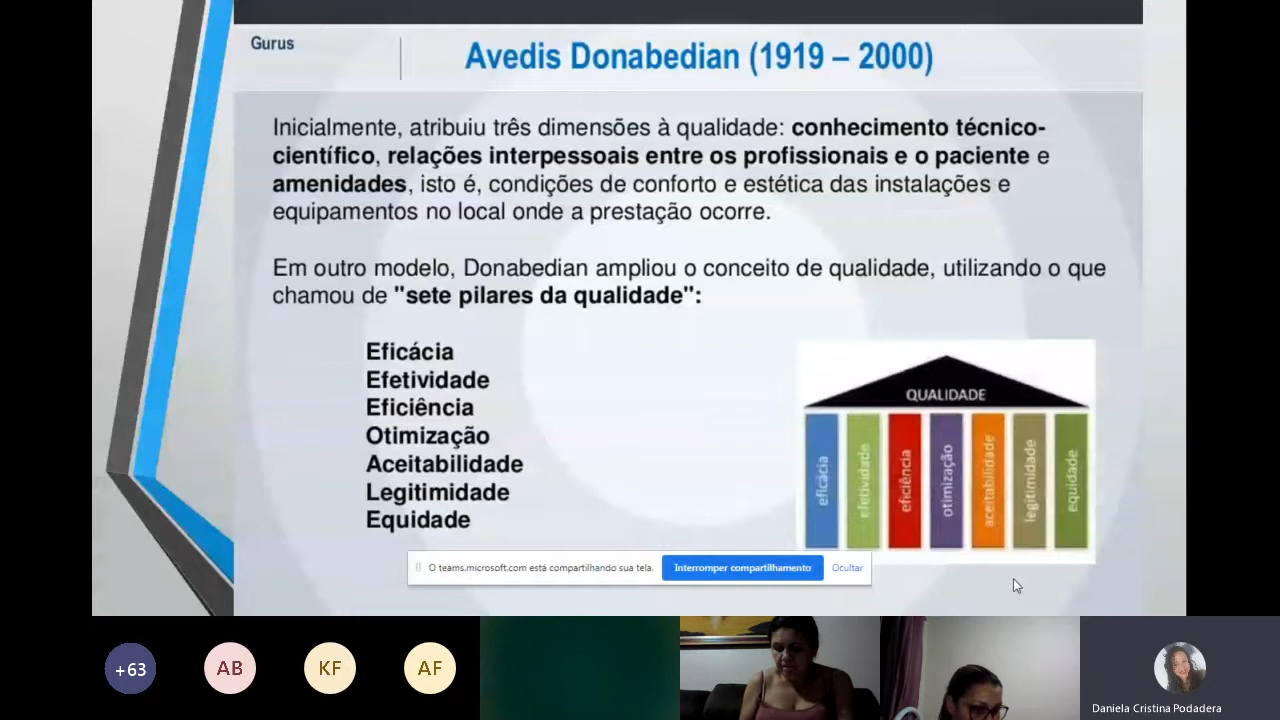 Gurus
Avedis Donabedian (1919 – 2000)
Inicialmente, atribuiu três dimensões à qualidade: conhecimento técnico-
científico, relações interpessoais entre os profissionais e o paciente e
amenidades, isto é, condições de conforto e estética das instalações e
equipamentos no local onde a prestação ocorre.
Em outro modelo, Donabedian ampliou o conceito de qualidade, utilizando o que
chamou de "sete pilares da qualidade":
Eficácia
Efetividade
Eficiência
Otimização
Aceitabilidade
Legitimidade
Equidade
QUALIDADE
eficácia
efetividade
eficiência
otimização
aceitabilidade
legitimidade
equidade
O teams.microsoft.com está compartilhando sua tela.
Interromper compartilhamento
Ocultar
+63
AB
KF
AF
Daniela Cristina Podadera